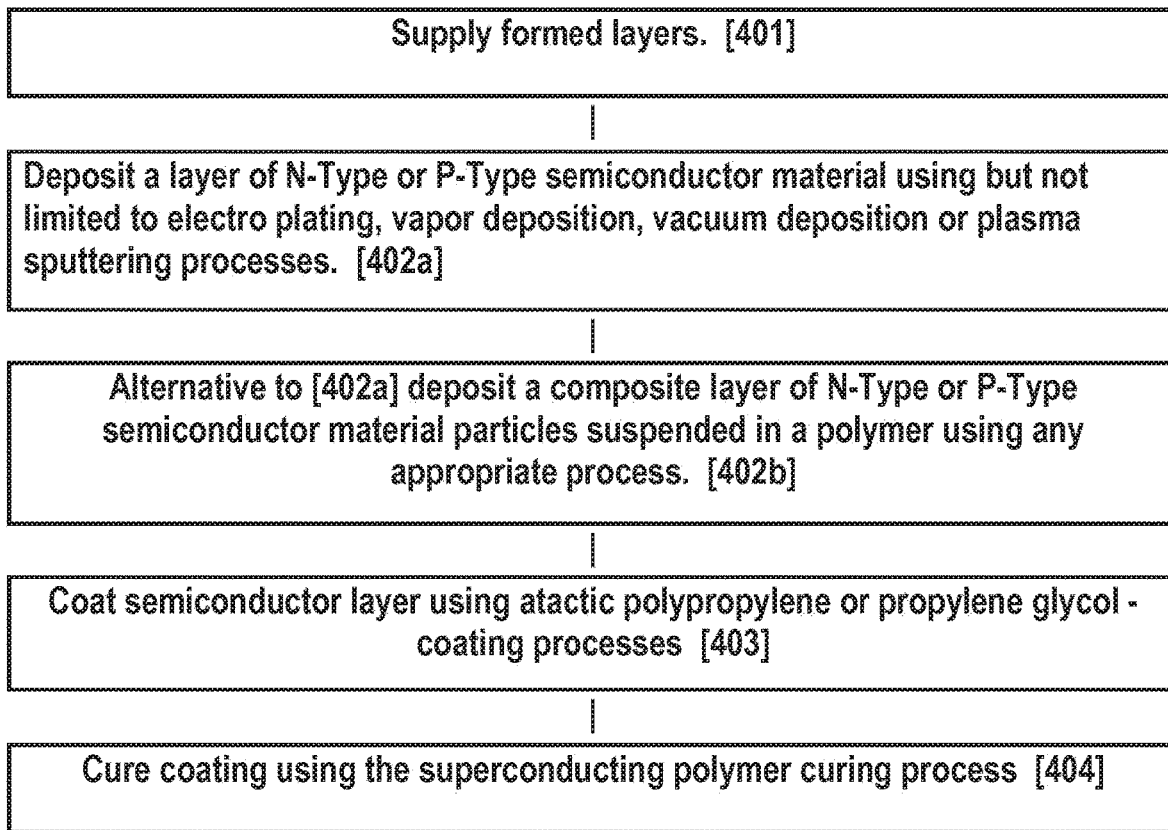 Supply formed layers. [401]
Deposit a layer of N-Type or P-Type semiconductor material using but not
limited to electro plating, vapor deposition, vacuum deposition or plasma
sputtering processes. [402a]
Alternative to [402a] deposit a composite layer of N-Type or P-Type
semiconductor material particles suspended in a polymer using any
appropriate process. [402b]
Coat semiconductor layer using atactic polypropylene or propylene glycol -
coating processes [403]
Cure coating using the superconducting polymer curing process [404]